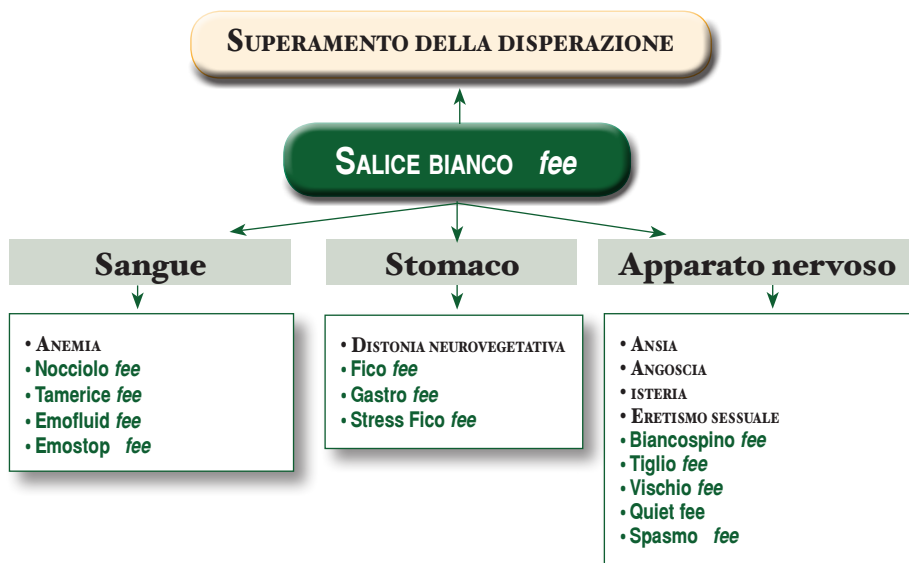 SUPERAMENTO DELLA DISPERAZIONE
SALICE BIANCO fee
Sangue
• ANEMIA
• Nocciolo fee
• Tamerice fee
• Emofluid fee
• Emostop fee
Stomaco
• DISTONIA NEUROVEGETATIVA
• Fico fee
• Gastro fee
• Stress Fico fee
Apparato nervoso
• ANSIA
• ANGOSCIA
• ISTERIA
• ERETISMO SESSUALE
• Biancospino fee
• Tiglio fee
• Vischio fee
• Quiet fee
• Spasmo fee